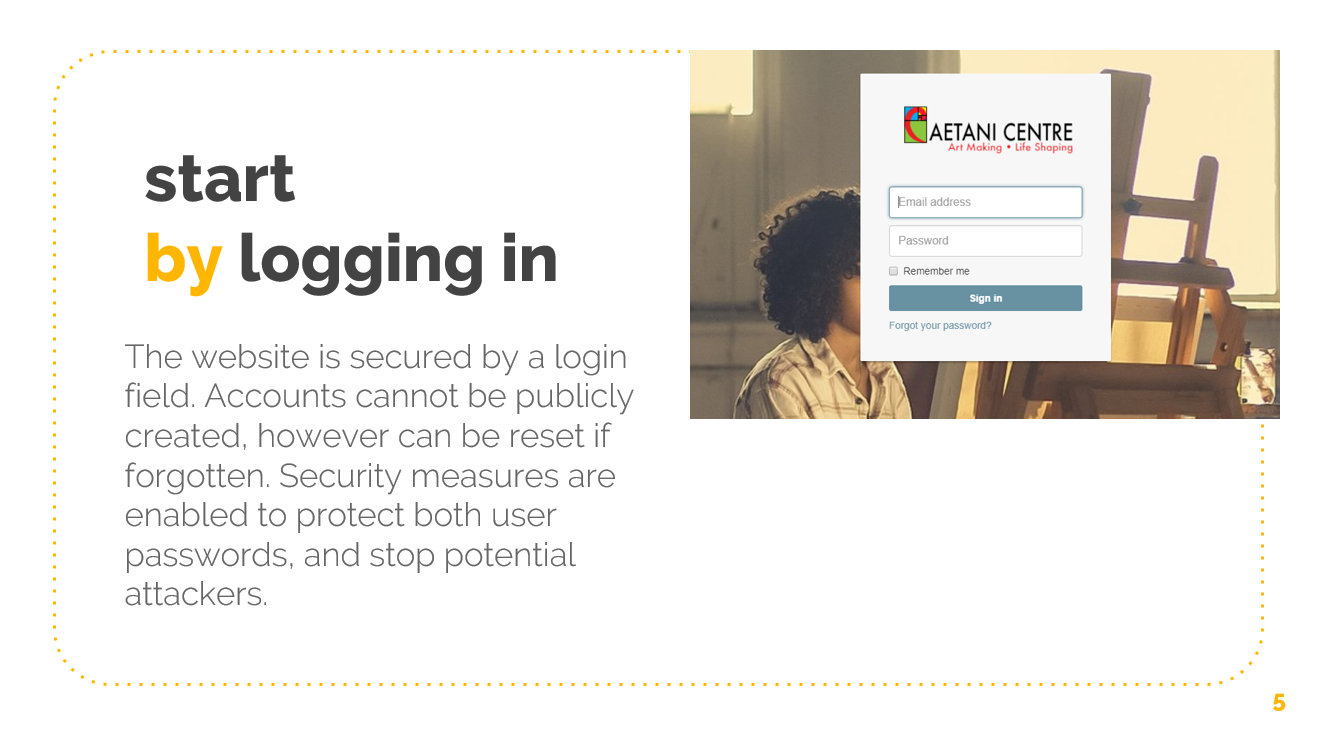 start
by logging in
The website is secured by a login
field. Accounts cannot be publicly
created, however can be reset if
forgotten. Security measures are
enabled to protect both user
passwords, and stop potential
attackers.
CAETANI CENTRE
Art Making • Life Shaping
Email address
Password
Remember me
Sign in
Forgot your password?
5